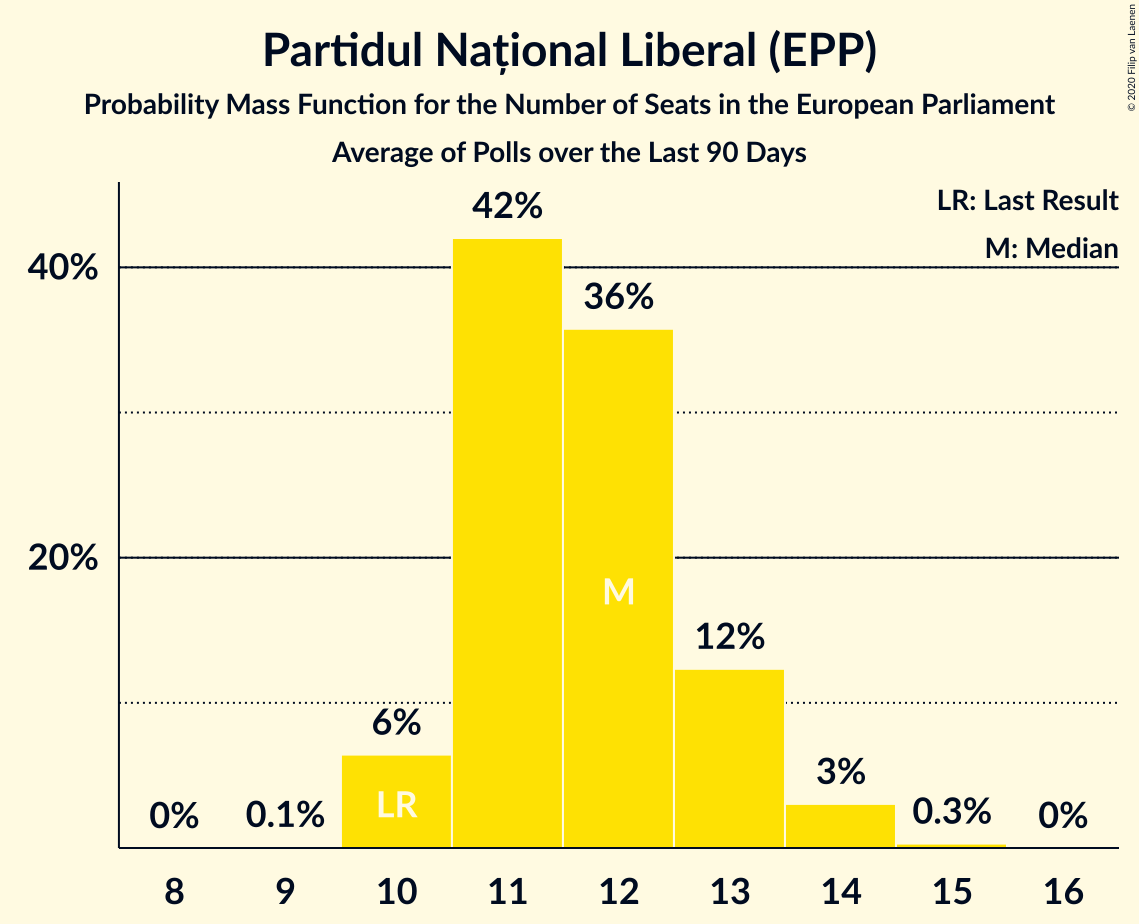 Partidul Național Liberal (EPP)
Probability Mass Function for the Number of Seats in the European Parliament
Average of Polls over the Last 90 Days
© 2020 Filip van Laenen
LR: Last Result
M: Median
42%
40%
36%
20%
M
12%
6%
3%
LR
0%
0.1%
0.3%
0%
8 9 10 11 12 13 14 15 16